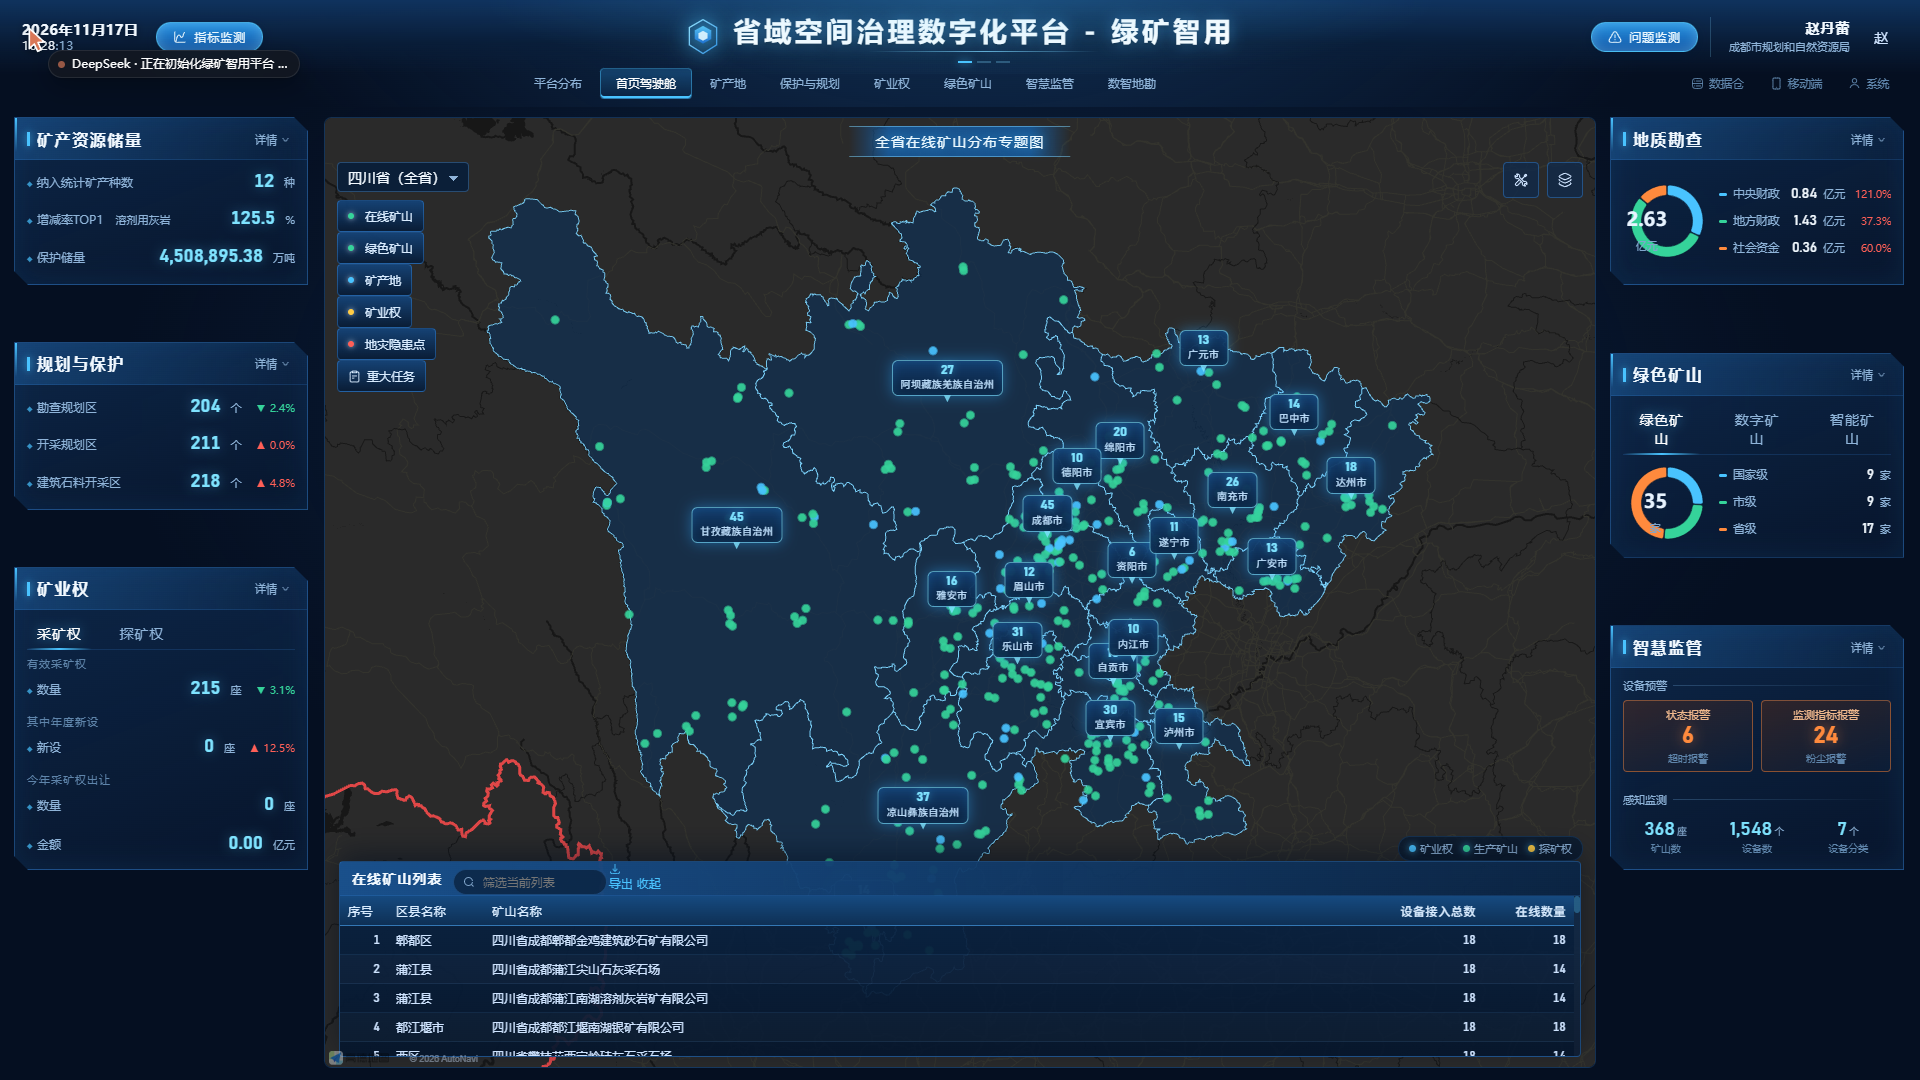 2026年11月17日
指标监测
DeepSeek · 正在初始化绿矿智用平台 ...
省域空间治理数字化平台 - 绿矿智用
问题监测
赵丹蕾
成都市规划和自然资源局
赵
平台分布
首页驾驶舱
矿产地
保护与规划
矿业权
绿色矿山
智慧监管
数智地勘
数据仓
移动端
系统
矿产资源储量
详情
纳入统计矿产种数 12 种
增减率TOP1 溶剂用灰岩 125.5 %
保护储量 4,508,895.38 万吨
规划与保护
详情
勘查规划区 204 个 ▼ 2.4%
开采规划区 211 个 ▲ 0.0%
建筑石料开采区 218 个 ▲ 4.8%
矿业权
详情
采矿权 探矿权
有效采矿权
数量 215 座 ▼ 3.1%
其中年度新设
新设 0 座 ▲ 12.5%
今年采矿权出让
数量 0 座
金额 0.00 亿元
全省在线矿山分布专题图
四川省（全省）
在线矿山
绿色矿山
矿产地
矿业权
地灾隐患点
重大任务
13
广元市
27
阿坝藏族羌族自治州
14
巴中市
20
绵阳市
10
德阳市
18
达州市
26
南充市
45
成都市
45
甘孜藏族自治州
11
遂宁市
6
资阳市
13
广安市
12
眉山市
16
雅安市
31
乐山市
10
内江市
自贡市
30
宜宾市
15
泸州市
37
凉山彝族自治州
矿业权 生产矿山 探矿权
在线矿山列表
筛选当前列表
导出 收起
序号 区县名称 矿山名称 设备接入总数 在线数量
1 郫都区 四川省成都郫都金鸡建筑砂石矿有限公司 18 18
2 蒲江县 四川省成都蒲江尖山石灰采石场 18 14
3 蒲江县 四川省成都蒲江南湖溶剂灰岩矿有限公司 18 14
4 都江堰市 四川省成都都江堰南湖银矿有限公司 18 18
5 西区
© 2026 AutoNavi
地质勘查
详情
2.63
亿元
中央财政 0.84 亿元 121.0%
地方财政 1.43 亿元 37.3%
社会资金 0.36 亿元 60.0%
绿色矿山
详情
绿色矿山
数字矿山
智能矿山
35
家
国家级 9 家
市级 9 家
省级 17 家
智慧监管
详情
设备预警
状态报警
6
超时报警
监测指标报警
24
粉尘报警
感知监测
368 座
矿山数
1,548 个
设备数
7 个
设备分类